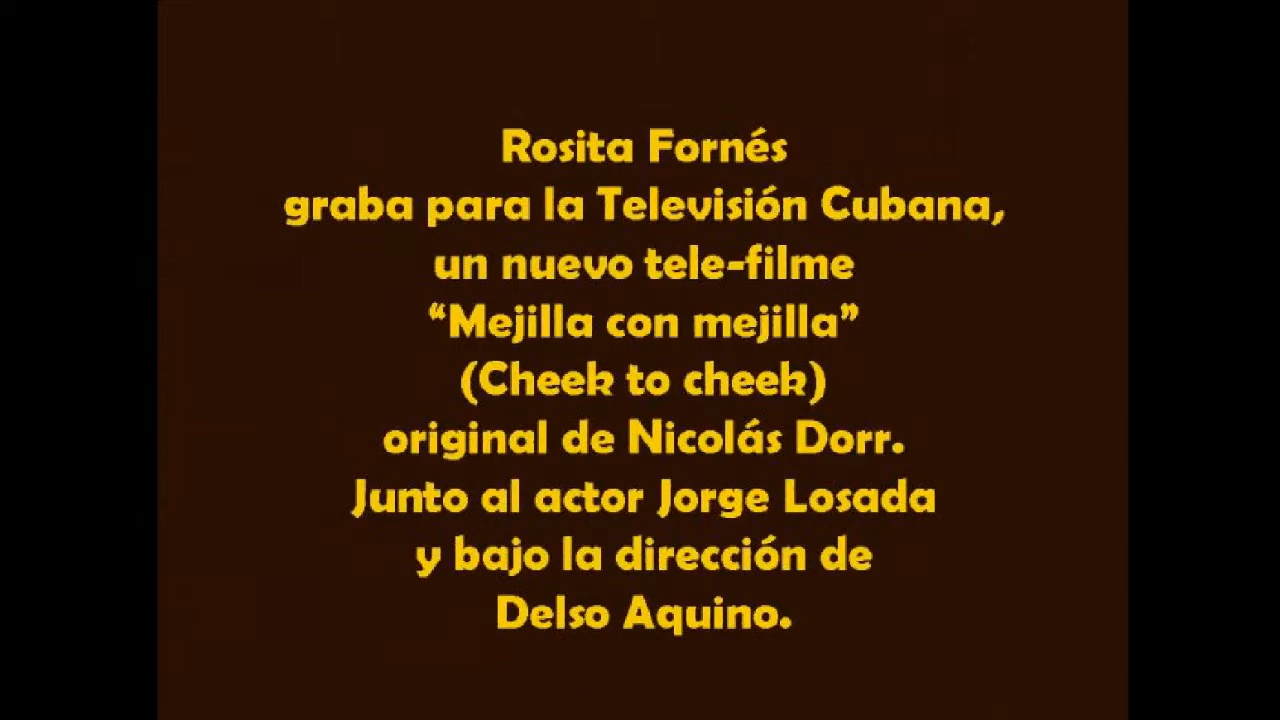 Rosita Fornés
graba para la Televisión Cubana,
un nuevo tele-filme
“Mejilla con mejilla”
(Cheek to cheek)
original de Nicolás Dorr.
Junto al actor Jorge Losada
y bajo la dirección de
Delso Aquino.